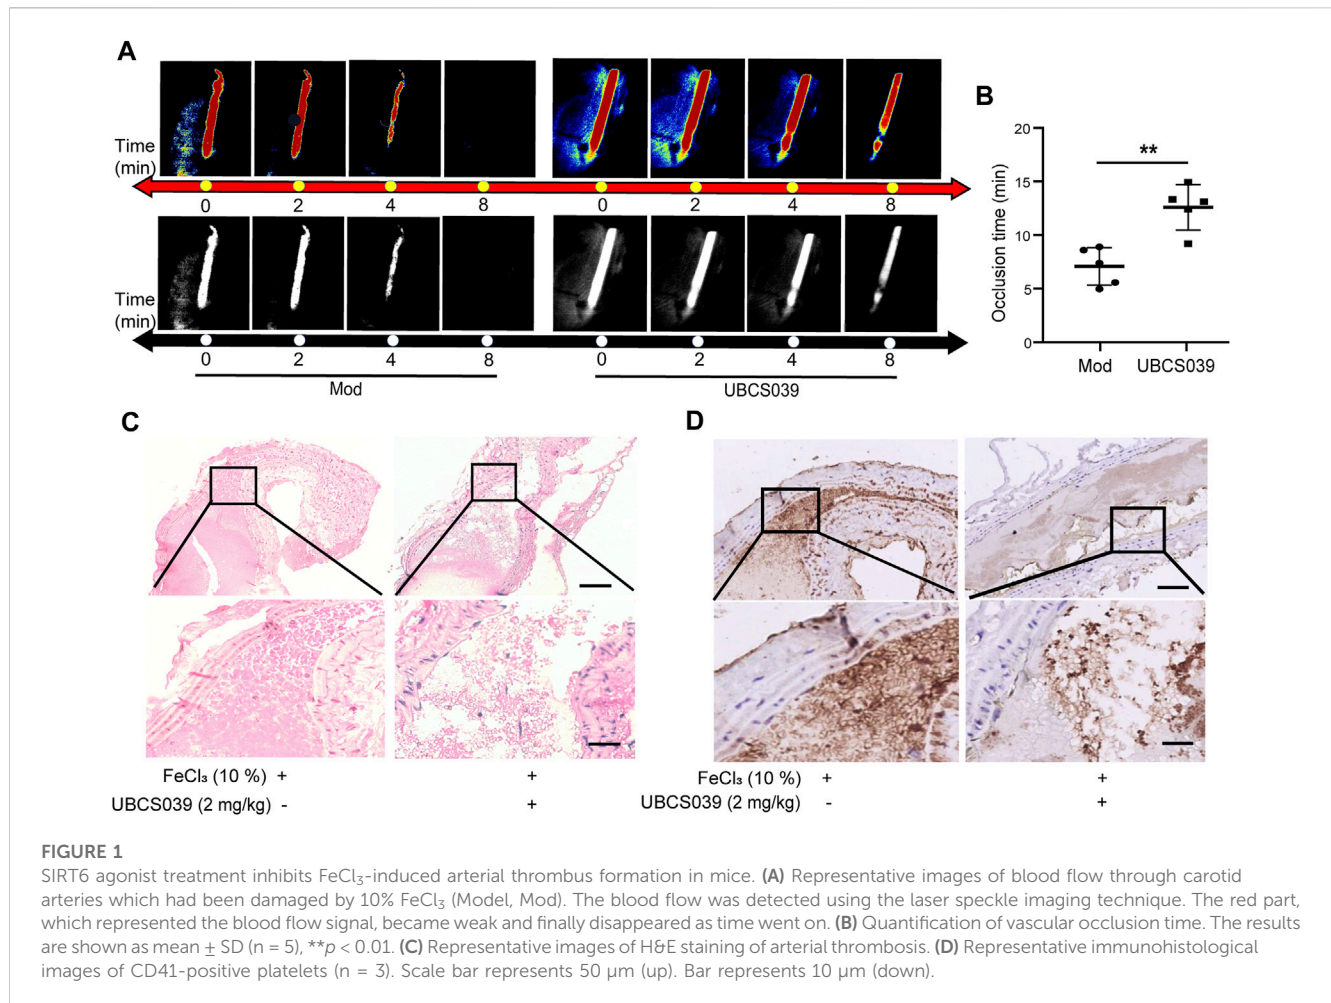 A
Time
(min)
0 2 4 8 0 2 4 8
Time
(min)
0 2 4 8 0 2 4 8
Mod UBCS039
B
Occlusion time (min)
20
15
10
5
0
**
Mod UBCS039
C
FeCl₃ (10 %) + +
UBCS039 (2 mg/kg) - +
D
FeCl₃ (10 %) + +
UBCS039 (2 mg/kg) - +
FIGURE 1
SIRT6 agonist treatment inhibits FeCl₃-induced arterial thrombus formation in mice. (A) Representative images of blood flow through carotid
arteries which had been damaged by 10% FeCl₃ (Model, Mod). The blood flow was detected using the laser speckle imaging technique. The red part,
which represented the blood flow signal, became weak and finally disappeared as time went on. (B) Quantification of vascular occlusion time. The results
are shown as mean ± SD (n = 5), **p < 0.01. (C) Representative images of H&E staining of arterial thrombosis. (D) Representative immunohistological
images of CD41-positive platelets (n = 3). Scale bar represents 50 μm (up). Bar represents 10 μm (down).